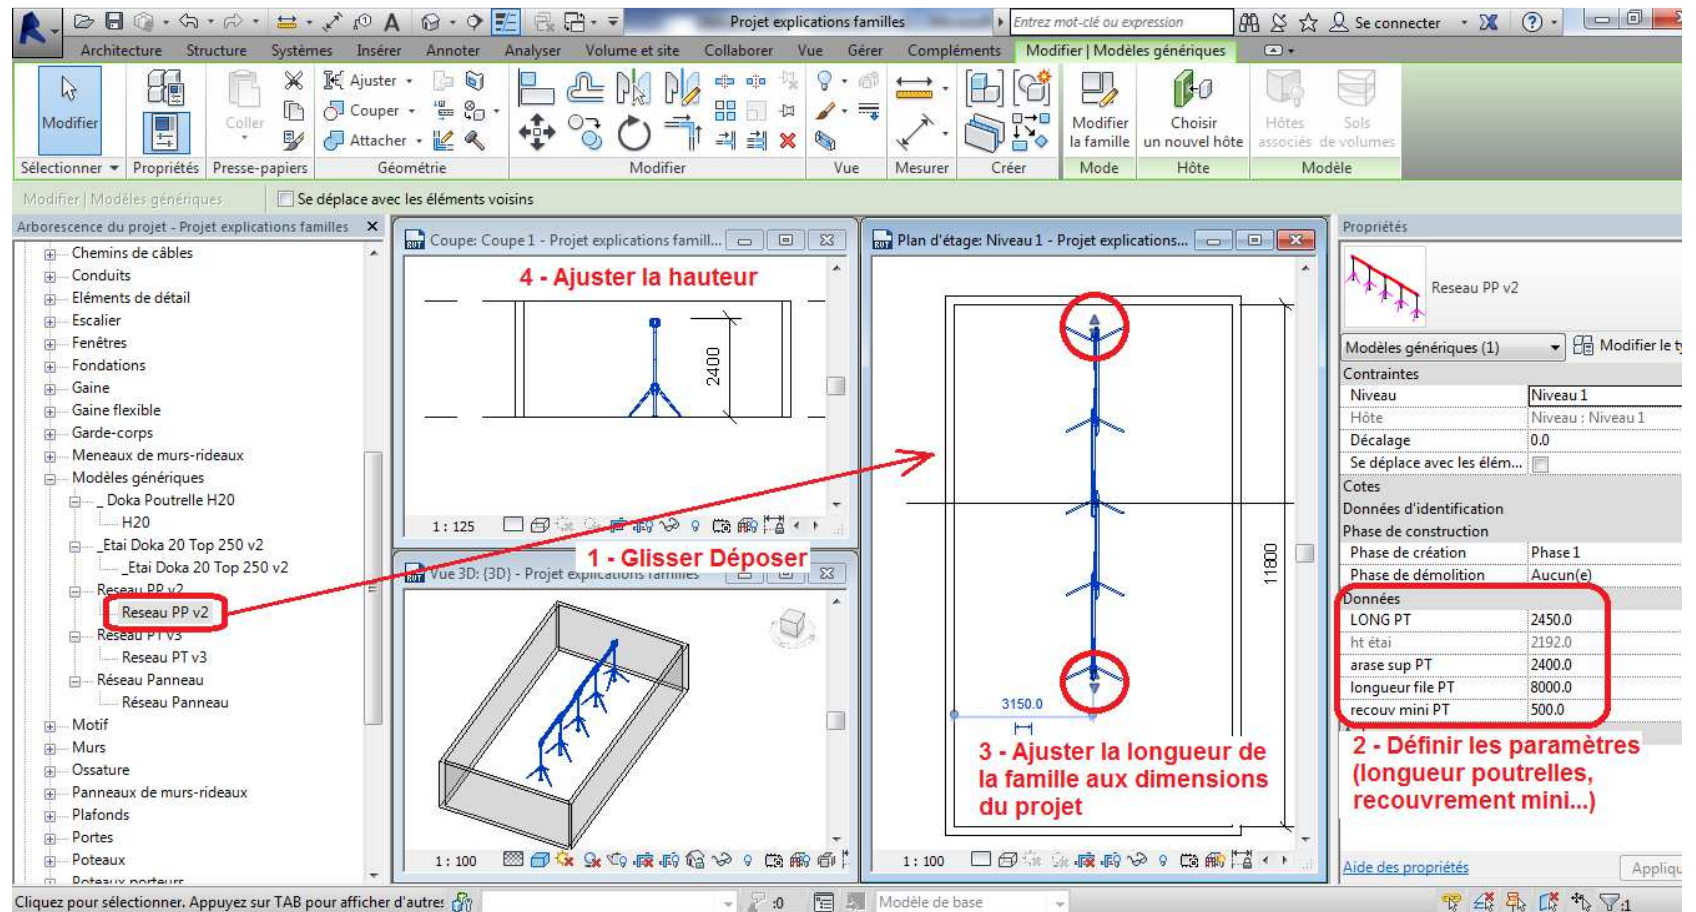 Projet explications familles
Entrez mot-clé ou expression
Se connecter
Architecture Structure Systèmes Insérer Annoter Analyser Volume et site Collaborer Vue Gérer Compléments Modifier | Modèles génériques
Modifier
Coller
Ajuster
Couper
Attacher
Modifier la famille
Choisir un nouvel hôte
Hôtes associés
Sols de volumes
Sélectionner Propriétés Presse-papiers Géométrie Modifier Vue Mesurer Créer Mode Hôte Modèle
Modifier | Modèles génériques
Se déplace avec les éléments voisins
Arborescence du projet - Projet explications familles
Chemins de câbles
Conduits
Eléments de détail
Escalier
Fenêtres
Fondations
Gaine
Gaine flexible
Garde-corps
Meneaux de murs-rideaux
Modèles génériques
_Doka Poutrelle H20
H20
_Etai Doka 20 Top 250 v2
_Etai Doka 20 Top 250 v2
Reseau PP v2
Reseau PP v2
Reseau PT v3
Reseau PT v3
Réseau Panneau
Réseau Panneau
Motif
Murs
Ossature
Panneaux de murs-rideaux
Plafonds
Portes
Poteaux
Poteaux porteurs
Coupe: Coupe 1 - Projet explications famill...
4 - Ajuster la hauteur
2400
1 : 125
1 - Glisser Déposer
Vue 3D: {3D} - Projet explications familles
1 : 100
Plan d'étage: Niveau 1 - Projet explications...
11800
3150.0
3 - Ajuster la longueur de
la famille aux dimensions
du projet
1 : 100
Propriétés
Reseau PP v2
Modèles génériques (1)
Modifier le ty
Contraintes
Niveau Niveau 1
Hôte Niveau : Niveau 1
Décalage 0.0
Se déplace avec les élém...
Cotes
Données d'identification
Phase de construction
Phase de création Phase 1
Phase de démolition Aucun(e)
Données
LONG PT 2450.0
ht étai 2192.0
arase sup PT 2400.0
longueur file PT 8000.0
recouv mini PT 500.0
2 - Définir les paramètres
(longueur poutrelles,
recouvrement mini...)
Aide des propriétés
Appliqu
Cliquez pour sélectionner. Appuyez sur TAB pour afficher d'autres
:0
Modèle de base
:1